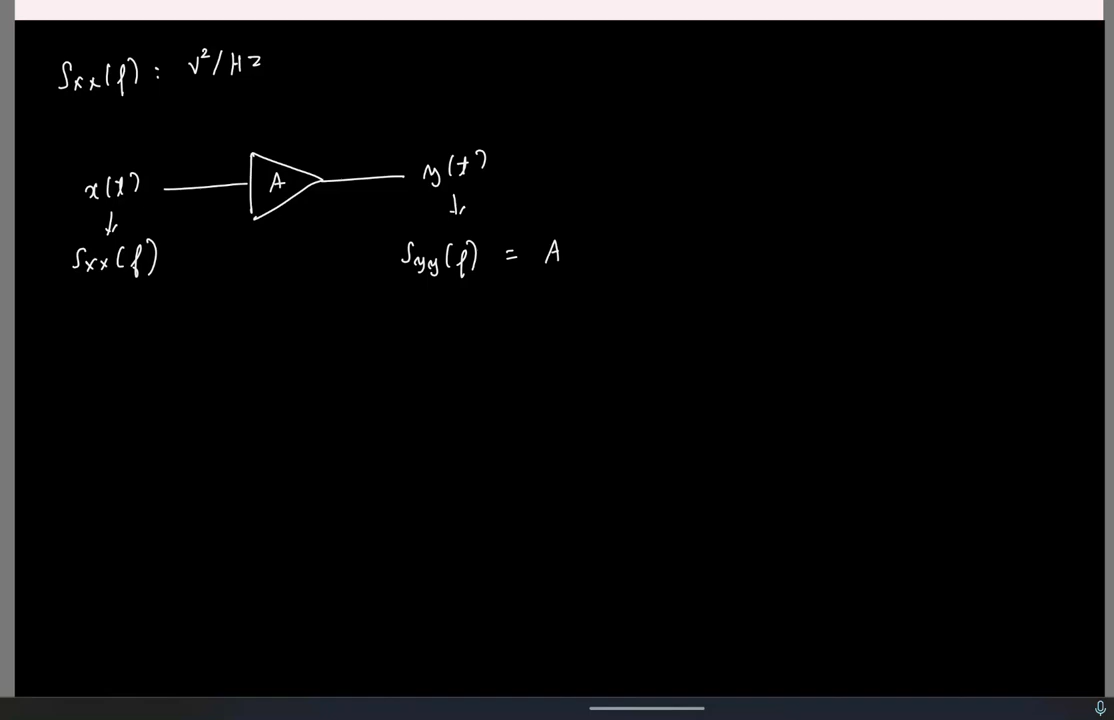 Sxx(f) : V²/Hz
x(t) A y(t)
↓ ↓
Sxx(f) Syy(f) = A